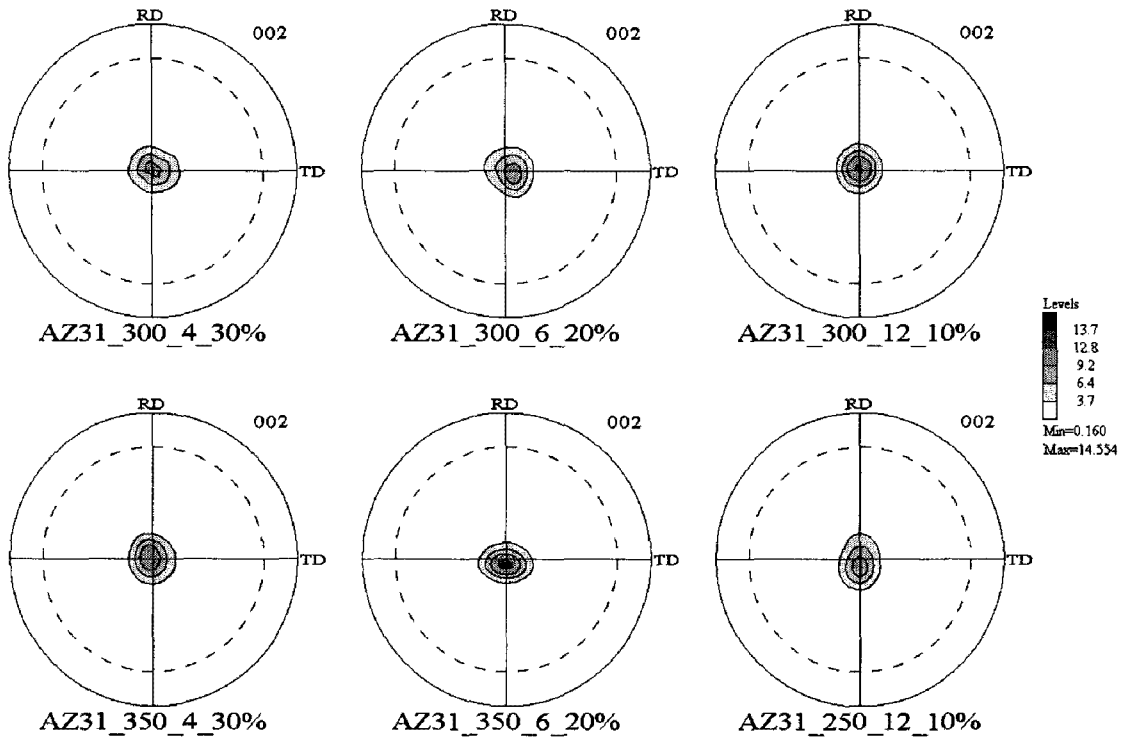 RD
002
TD
AZ31_300_4_30%
RD
002
TD
AZ31_300_6_20%
RD
002
TD
AZ31_300_12_10%
Levels
13.7
12.8
9.2
6.4
3.7
Min=0.160
Max=14.554
RD
002
TD
AZ31_350_4_30%
RD
002
TD
AZ31_350_6_20%
RD
002
TD
AZ31_250_12_10%